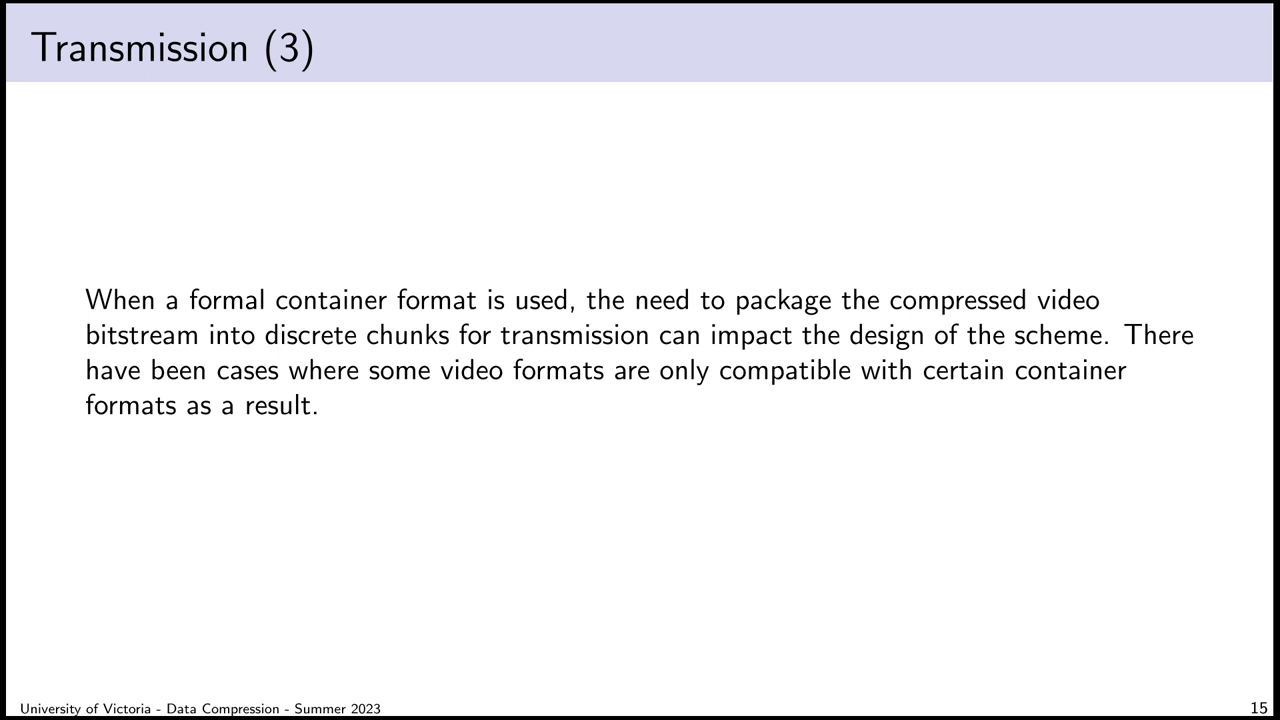 Transmission (3)
When a formal container format is used, the need to package the compressed video
bitstream into discrete chunks for transmission can impact the design of the scheme. There
have been cases where some video formats are only compatible with certain container
formats as a result.
University of Victoria - Data Compression - Summer 2023
15